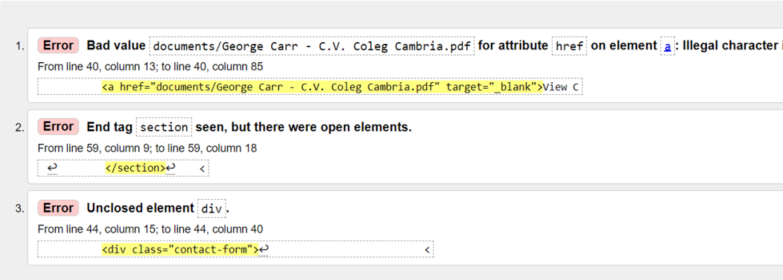 1. Error Bad value documents/George Carr - C.V. Coleg Cambria.pdf for attribute href on element a: Illegal character
From line 40, column 13; to line 40, column 85
<a href="documents/George Carr - C.V. Coleg Cambria.pdf" target="_blank">View C
2. Error End tag section seen, but there were open elements.
From line 59, column 9; to line 59, column 18
↩ </section>↩ <
3. Error Unclosed element div.
From line 44, column 15; to line 44, column 40
<div class="contact-form">↩ <